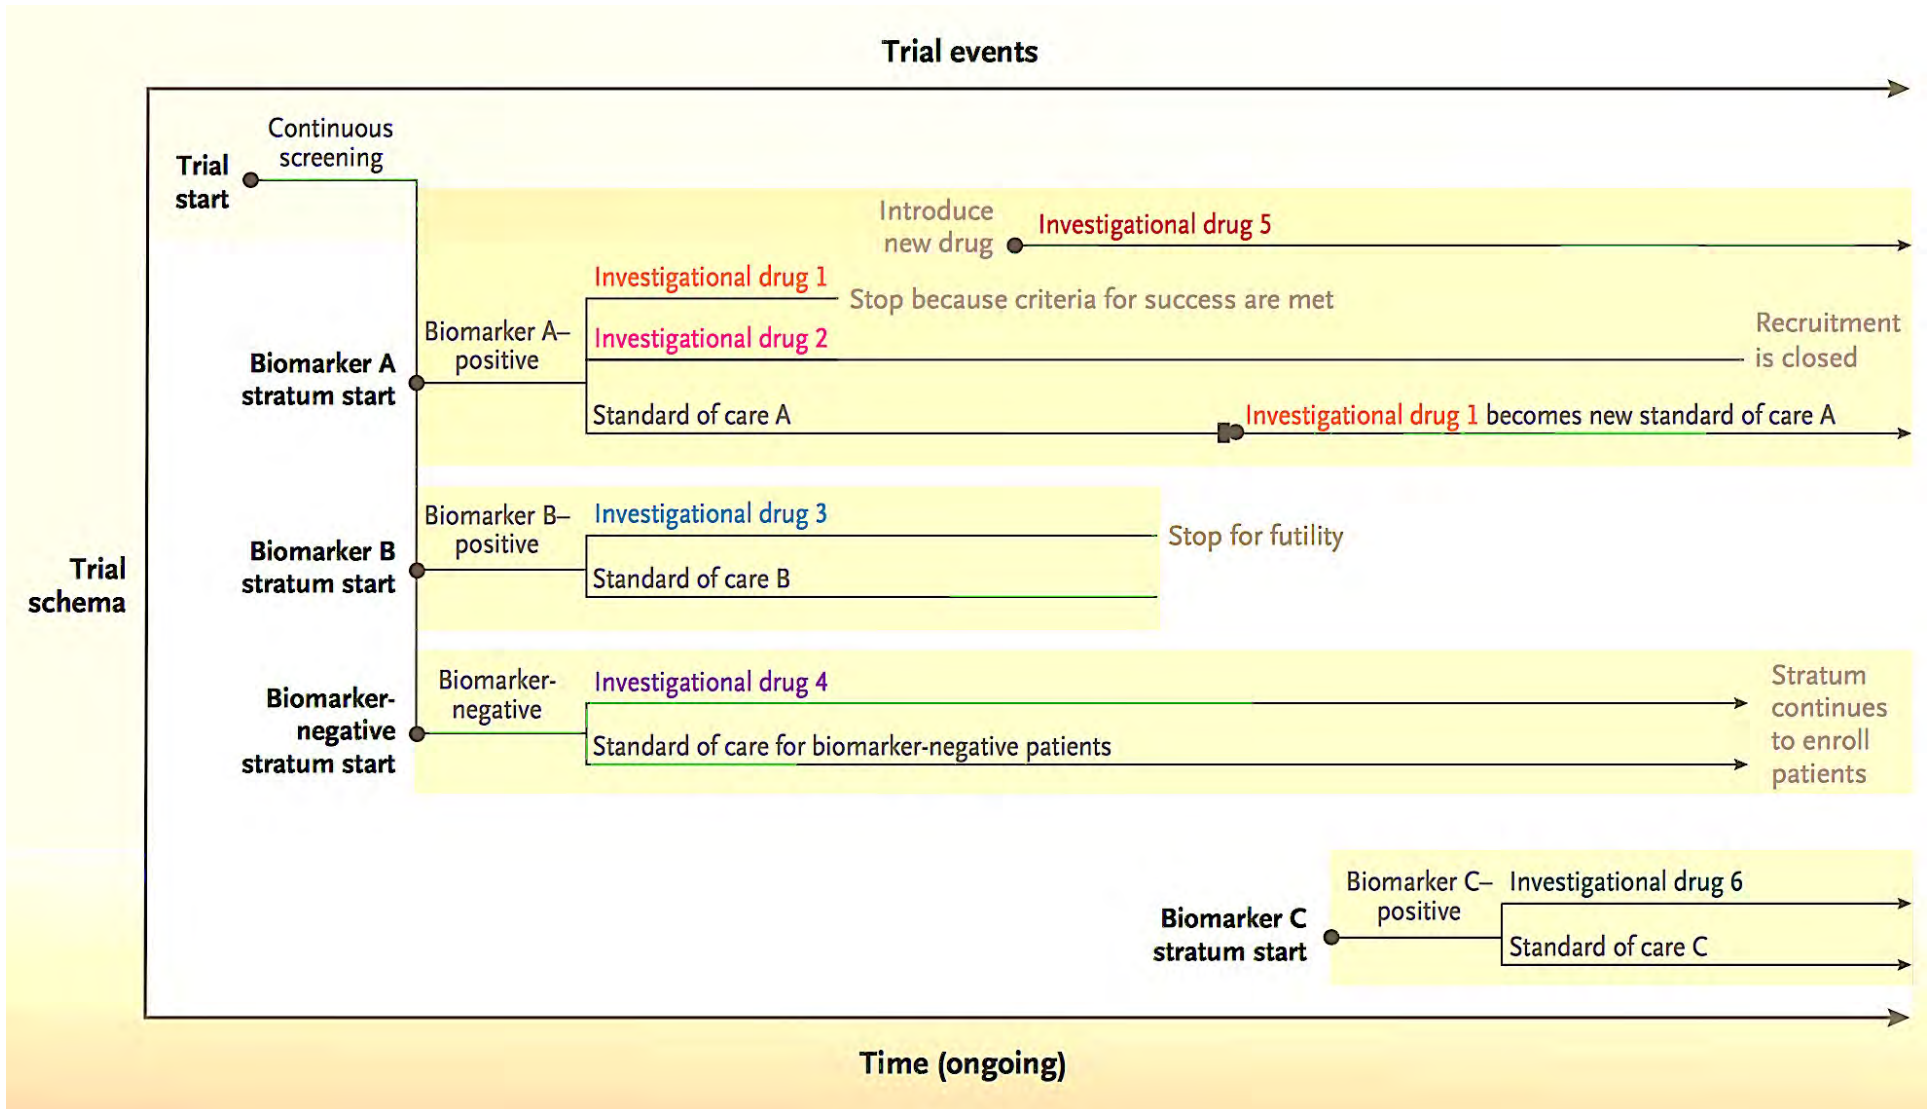 Trial events
Continuous
screening
Trial
start
Introduce
new drug
Investigational drug 5
Investigational drug 1
Stop because criteria for success are met
Biomarker A–
positive
Investigational drug 2
Recruitment
is closed
Biomarker A
stratum start
Standard of care A
Investigational drug 1 becomes new standard of care A
Biomarker B–
positive
Investigational drug 3
Stop for futility
Biomarker B
stratum start
Standard of care B
Trial
schema
Biomarker-
negative
Investigational drug 4
Stratum
continues
to enroll
patients
Biomarker-
negative
stratum start
Standard of care for biomarker-negative patients
Biomarker C–
positive
Investigational drug 6
Biomarker C
stratum start
Standard of care C
Time (ongoing)